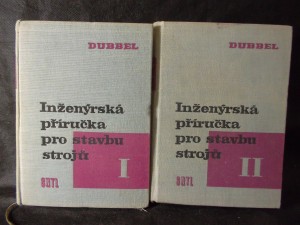 DUBBEL
Inženýrská
příručka
pro stavbu
strojů
I
SNTL
DUBBEL
Inženýrská
příručka
pro stavbu
strojů
II
SNTL